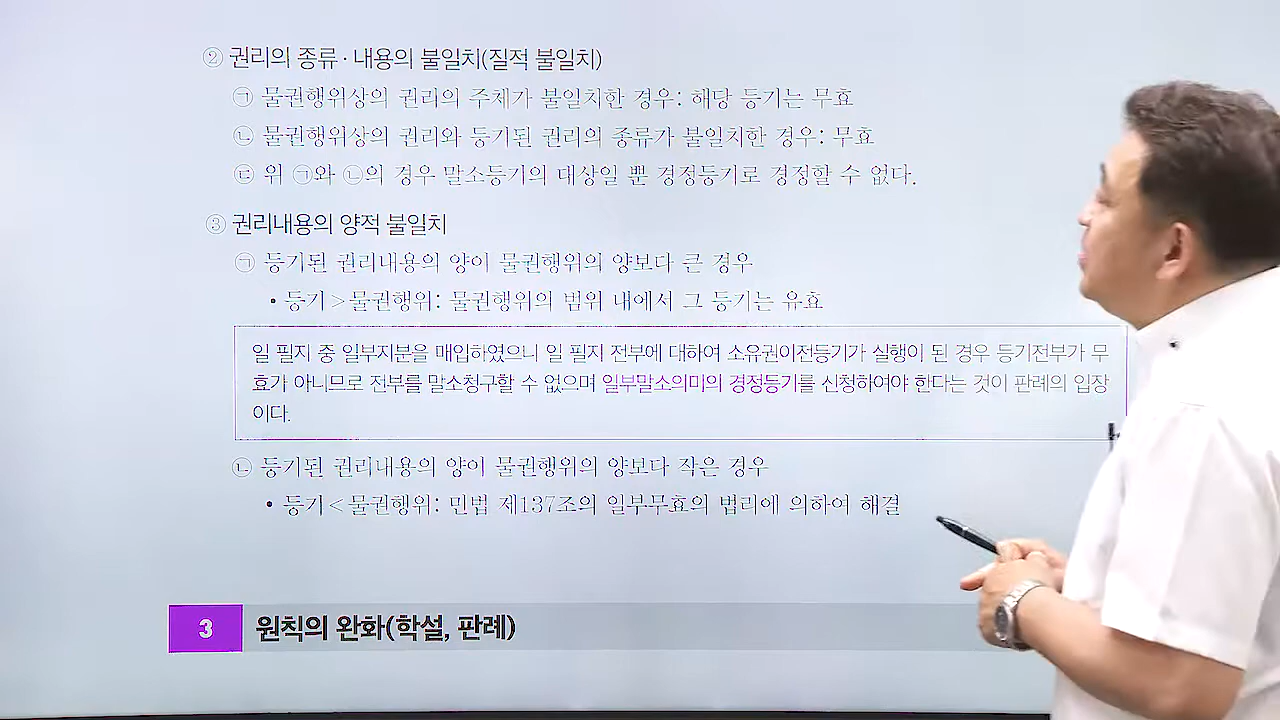 ② 권리의 종류·내용의 불일치(질적 불일치)
㉠ 물권행위상의 권리의 주체가 불일치한 경우: 해당 등기는 무효
㉡ 물권행위상의 권리와 등기된 권리의 종류가 불일치한 경우: 무효
㉢ 위 ㉠와 ㉡의 경우 말소등기의 대상일 뿐 경정등기로 경정할 수 없다.
③ 권리내용의 양적 불일치
㉠ 등기된 권리내용의 양이 물권행위의 양보다 큰 경우
• 등기>물권행위: 물권행위의 범위 내에서 그 등기는 유효
일 필지 중 일부지분을 매입하였으니 일 필지 전부에 대하여 소유권이전등기가 실행이 된 경우 등기전부가 무
효가 아니므로 전부를 말소청구할 수 없으며 일부말소의미의 경정등기를 신청하여야 한다는 것이 판례의 입장
이다.
㉡ 등기된 권리내용의 양이 물권행위의 양보다 작은 경우
• 등기<물권행위: 민법 제137조의 일부무효의 법리에 의하여 해결
3 원칙의 완화(학설, 판례)